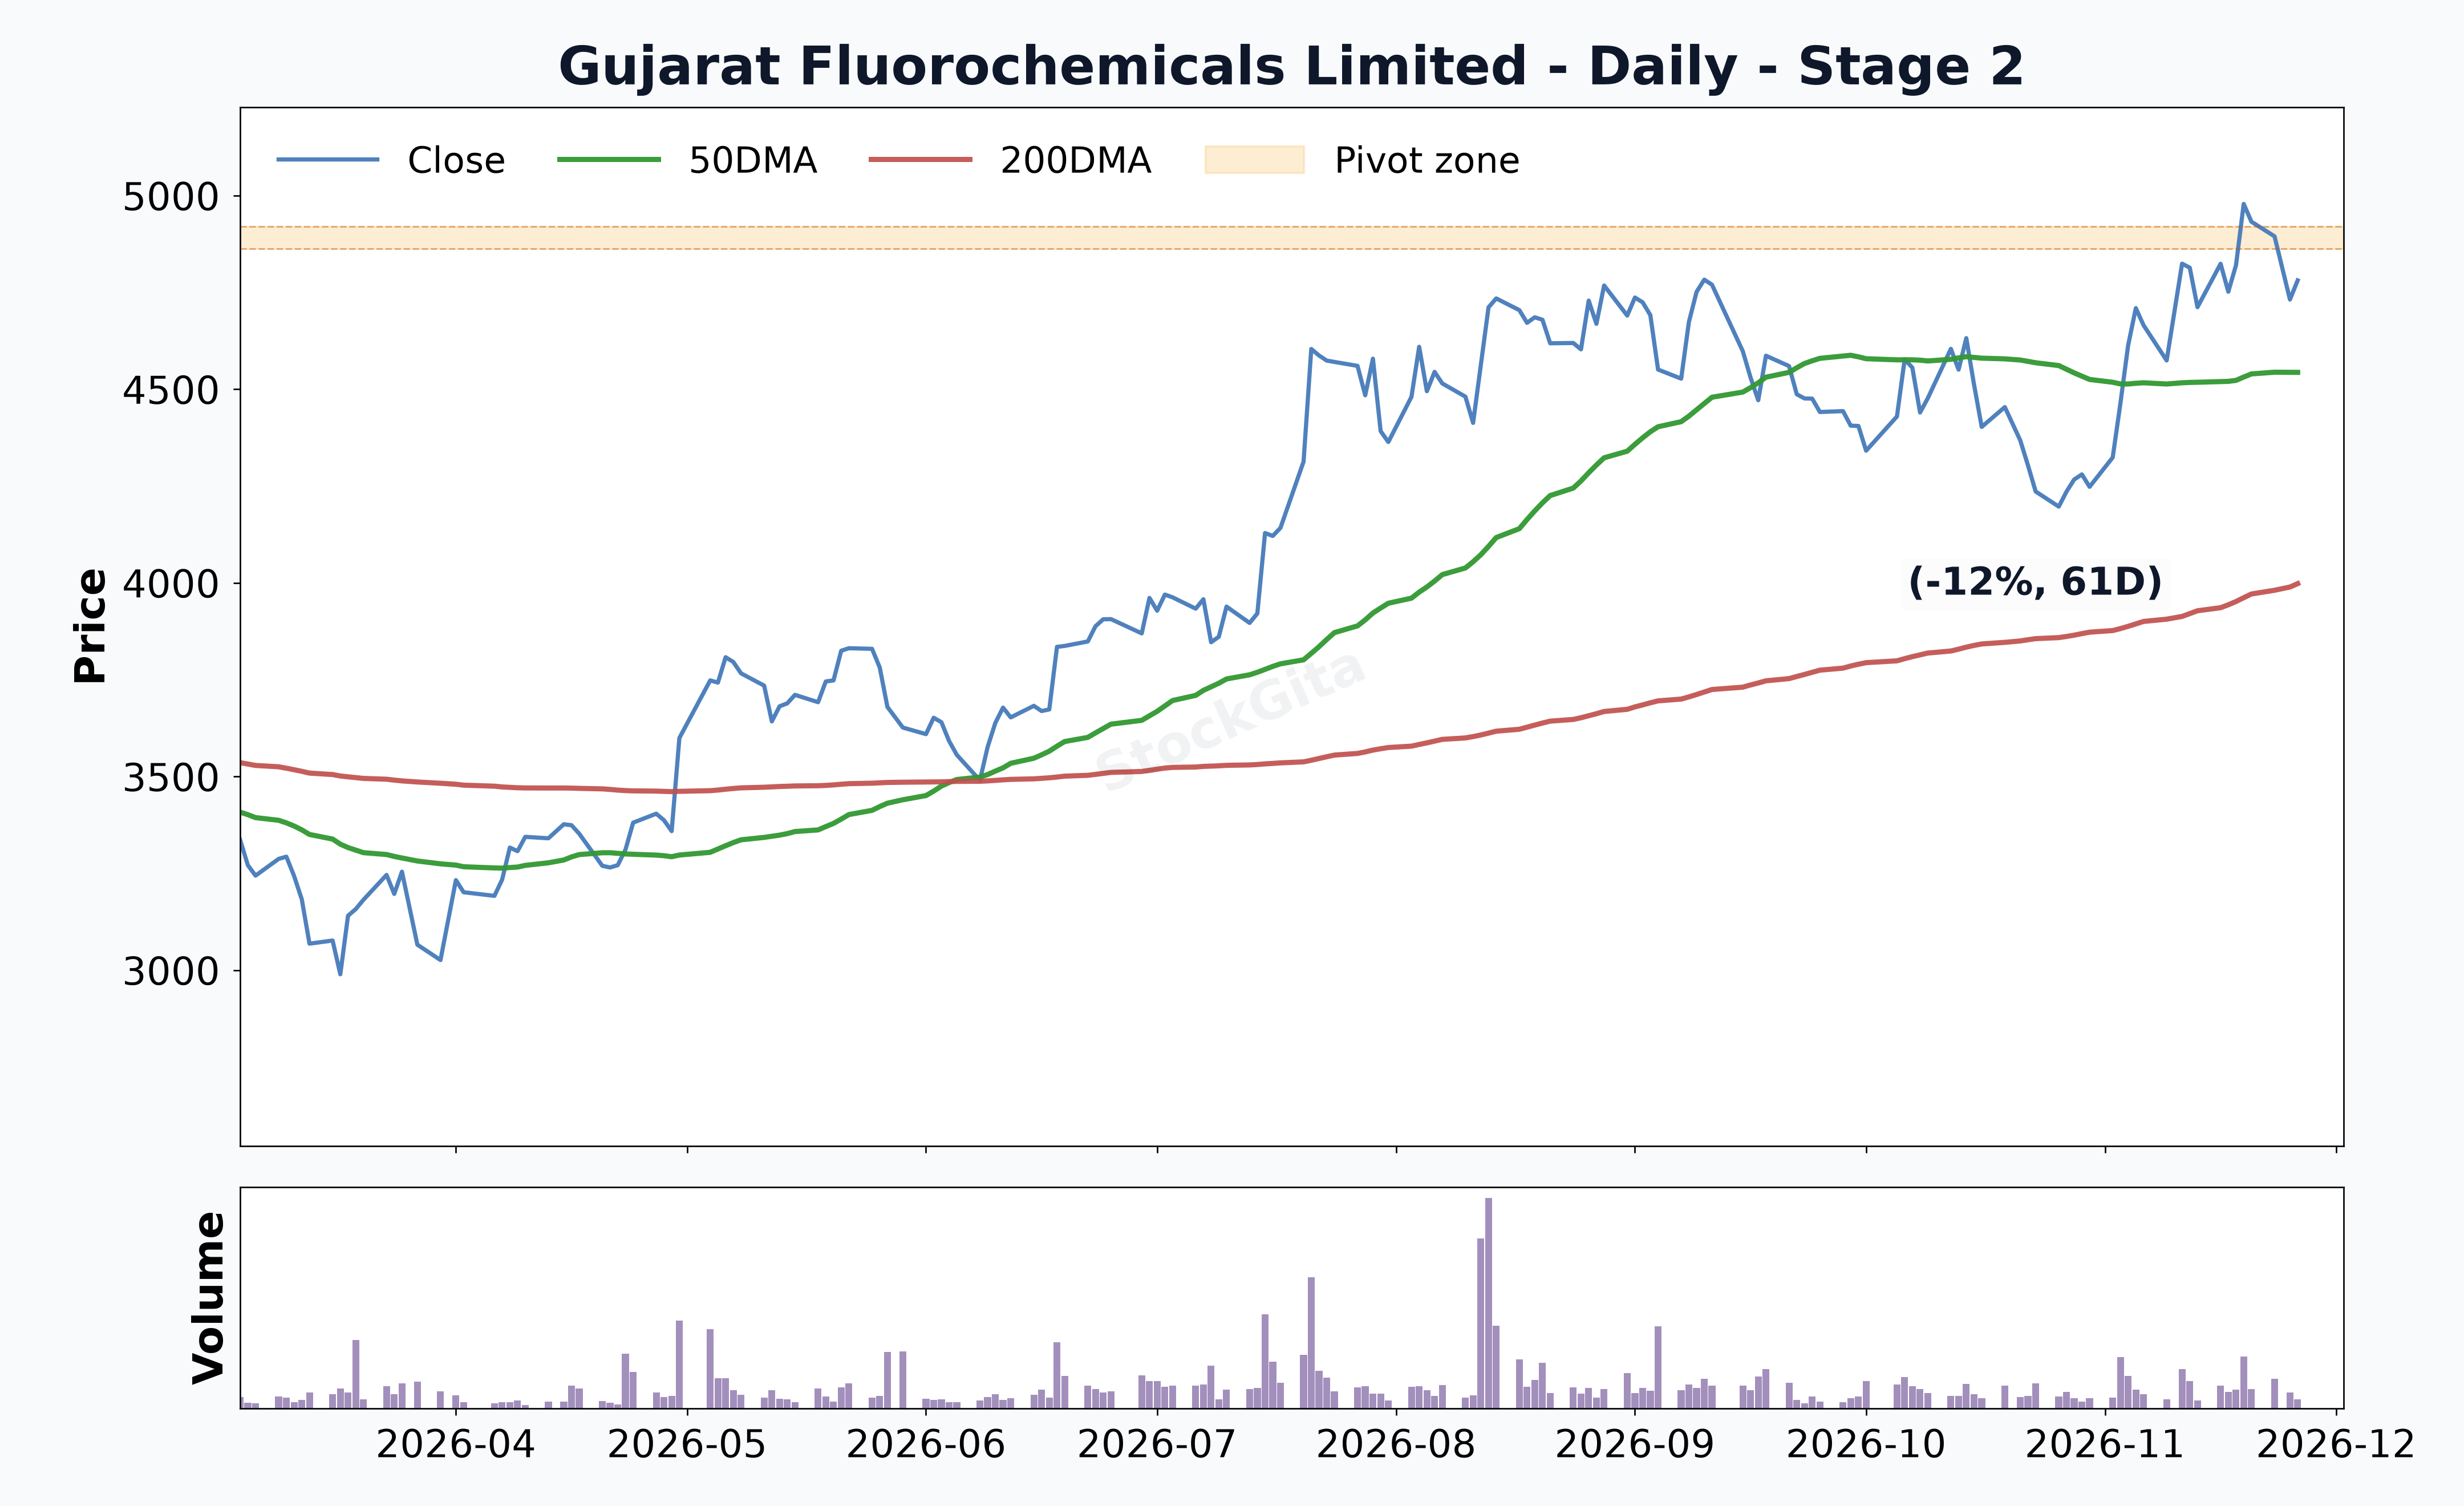 Gujarat Fluorochemicals Limited - Daily - Stage 2
Close 50DMA 200DMA Pivot zone
5000
4500
4000
3500
3000
Price
(-12%, 61D)
StockGita
Volume
2026-04 2026-05 2026-06 2026-07 2026-08 2026-09 2026-10 2026-11 2026-12